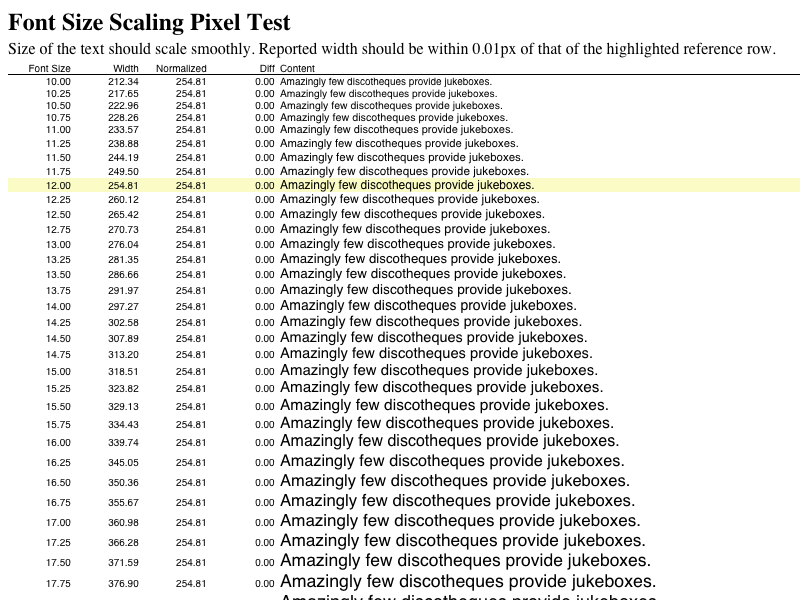 Font Size Scaling Pixel Test
Size of the text should scale smoothly. Reported width should be within 0.01px of that of the highlighted reference row.
Font Size Width Normalized Diff Content
10.00 212.34 254.81 0.00 Amazingly few discotheques provide jukeboxes.
10.25 217.65 254.81 0.00 Amazingly few discotheques provide jukeboxes.
10.50 222.96 254.81 0.00 Amazingly few discotheques provide jukeboxes.
10.75 228.26 254.81 0.00 Amazingly few discotheques provide jukeboxes.
11.00 233.57 254.81 0.00 Amazingly few discotheques provide jukeboxes.
11.25 238.88 254.81 0.00 Amazingly few discotheques provide jukeboxes.
11.50 244.19 254.81 0.00 Amazingly few discotheques provide jukeboxes.
11.75 249.50 254.81 0.00 Amazingly few discotheques provide jukeboxes.
12.00 254.81 254.81 0.00 Amazingly few discotheques provide jukeboxes.
12.25 260.12 254.81 0.00 Amazingly few discotheques provide jukeboxes.
12.50 265.42 254.81 0.00 Amazingly few discotheques provide jukeboxes.
12.75 270.73 254.81 0.00 Amazingly few discotheques provide jukeboxes.
13.00 276.04 254.81 0.00 Amazingly few discotheques provide jukeboxes.
13.25 281.35 254.81 0.00 Amazingly few discotheques provide jukeboxes.
13.50 286.66 254.81 0.00 Amazingly few discotheques provide jukeboxes.
13.75 291.97 254.81 0.00 Amazingly few discotheques provide jukeboxes.
14.00 297.27 254.81 0.00 Amazingly few discotheques provide jukeboxes.
14.25 302.58 254.81 0.00 Amazingly few discotheques provide jukeboxes.
14.50 307.89 254.81 0.00 Amazingly few discotheques provide jukeboxes.
14.75 313.20 254.81 0.00 Amazingly few discotheques provide jukeboxes.
15.00 318.51 254.81 0.00 Amazingly few discotheques provide jukeboxes.
15.25 323.82 254.81 0.00 Amazingly few discotheques provide jukeboxes.
15.50 329.13 254.81 0.00 Amazingly few discotheques provide jukeboxes.
15.75 334.43 254.81 0.00 Amazingly few discotheques provide jukeboxes.
16.00 339.74 254.81 0.00 Amazingly few discotheques provide jukeboxes.
16.25 345.05 254.81 0.00 Amazingly few discotheques provide jukeboxes.
16.50 350.36 254.81 0.00 Amazingly few discotheques provide jukeboxes.
16.75 355.67 254.81 0.00 Amazingly few discotheques provide jukeboxes.
17.00 360.98 254.81 0.00 Amazingly few discotheques provide jukeboxes.
17.25 366.28 254.81 0.00 Amazingly few discotheques provide jukeboxes.
17.50 371.59 254.81 0.00 Amazingly few discotheques provide jukeboxes.
17.75 376.90 254.81 0.00 Amazingly few discotheques provide jukeboxes.